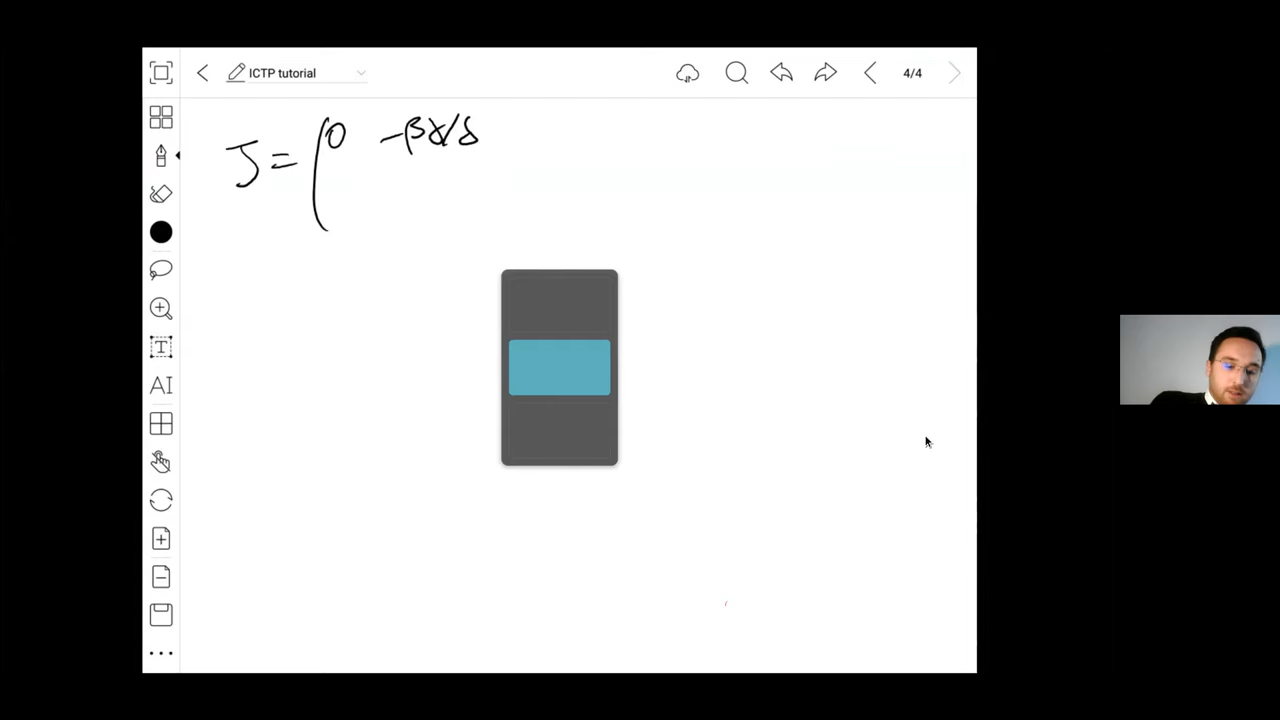 ICTP tutorial
4/4
J = ( 0 -βγ/δ
T
AI